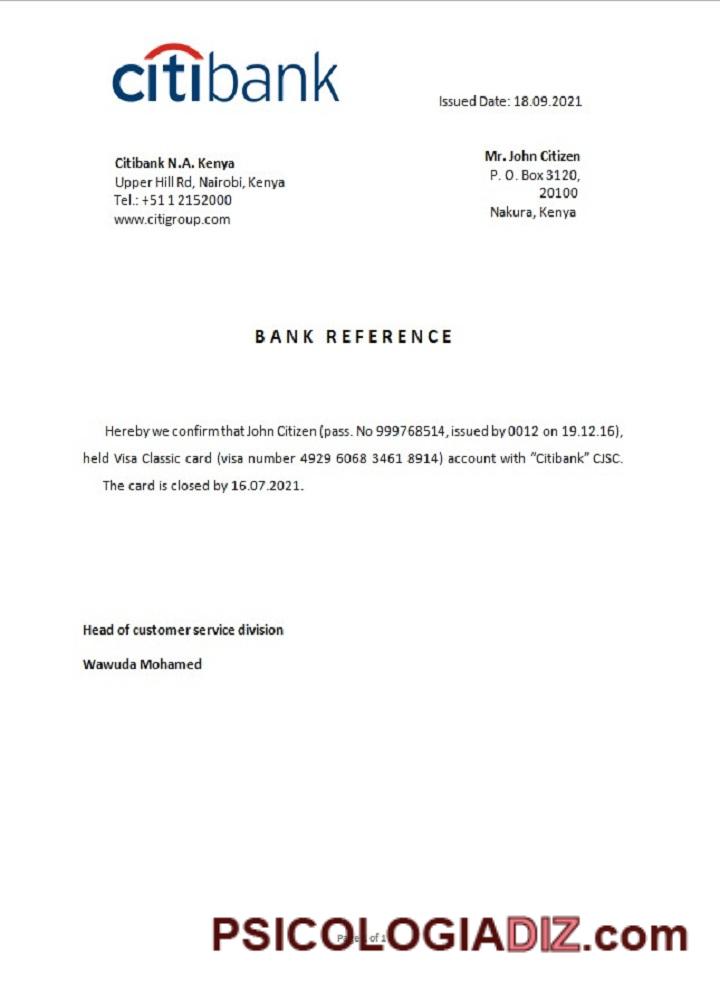 citibank
Issued Date: 18.09.2021
Citibank N.A. Kenya
Upper Hill Rd, Nairobi, Kenya
Tel.: +51 1 2152000
www.citigroup.com
Mr. John Citizen
P. O. Box 3120,
20100
Nakura, Kenya
BANK REFERENCE
Hereby we confirm that John Citizen (pass. No 999768514, issued by 0012 on 19.12.16),
held Visa Classic card (visa number 4929 6068 3461 8914) account with "Citibank" CJSC.
The card is closed by 16.07.2021.
Head of customer service division
Wawuda Mohamed
PSICOLOGIADIZ.com